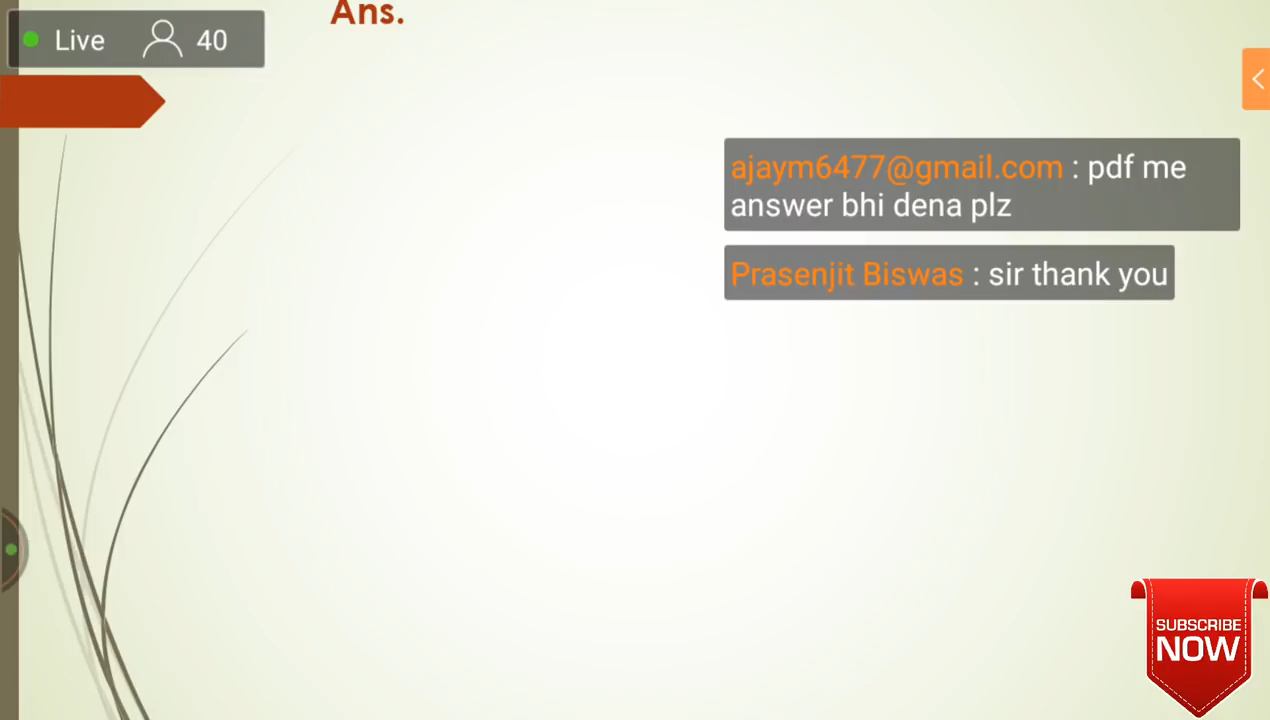 Ans.
Live 40
ajaym6477@gmail.com : pdf me
answer bhi dena plz
Prasenjit Biswas : sir thank you
SUBSCRIBE
NOW